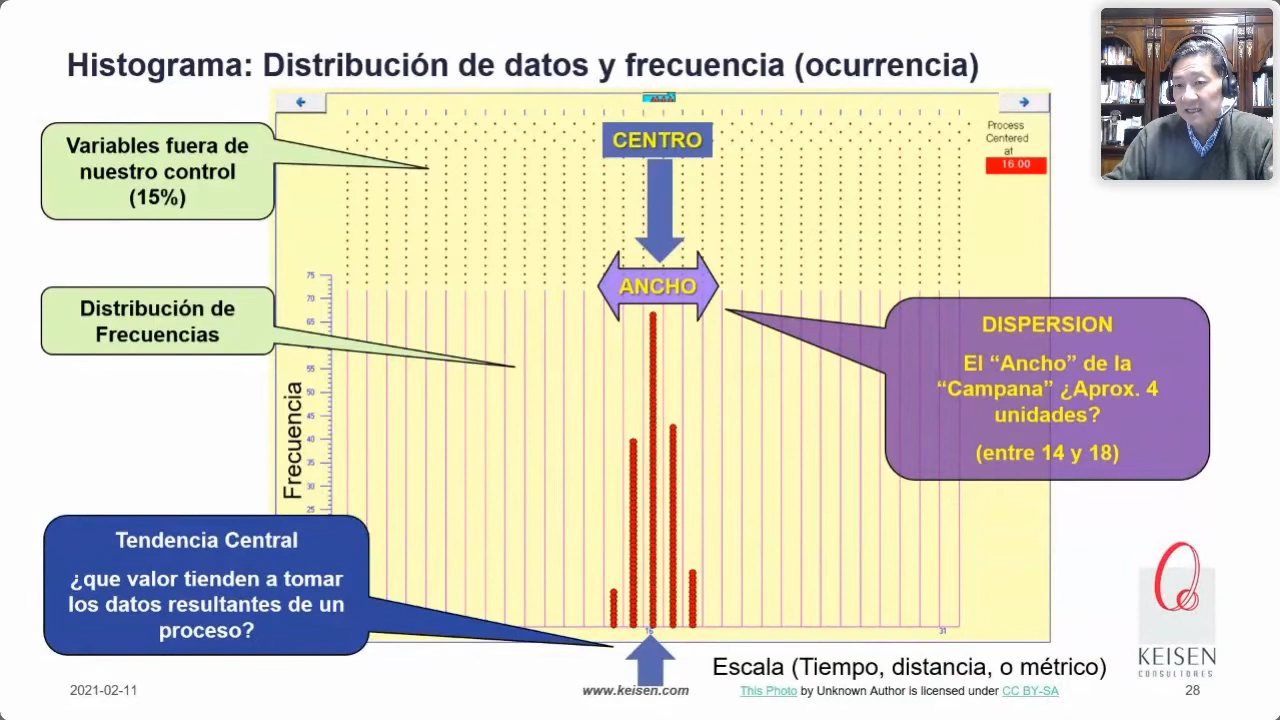 Histograma: Distribución de datos y frecuencia (ocurrencia)
Variables fuera de
nuestro control
(15%)
CENTRO
Process
Centered
at
16.00
ANCHO
Distribución de
Frecuencias
DISPERSION
El “Ancho” de la
“Campana” ¿Aprox. 4
unidades?
(entre 14 y 18)
75
70
65
55
50
45
40
35
30
25
Frecuencia
Tendencia Central
¿que valor tienden a tomar
los datos resultantes de un
proceso?
16
31
Escala (Tiempo, distancia, o métrico)
KEISEN
CONSULTORES
2021-02-11
www.keisen.com
This Photo by Unknown Author is licensed under CC BY-SA
28